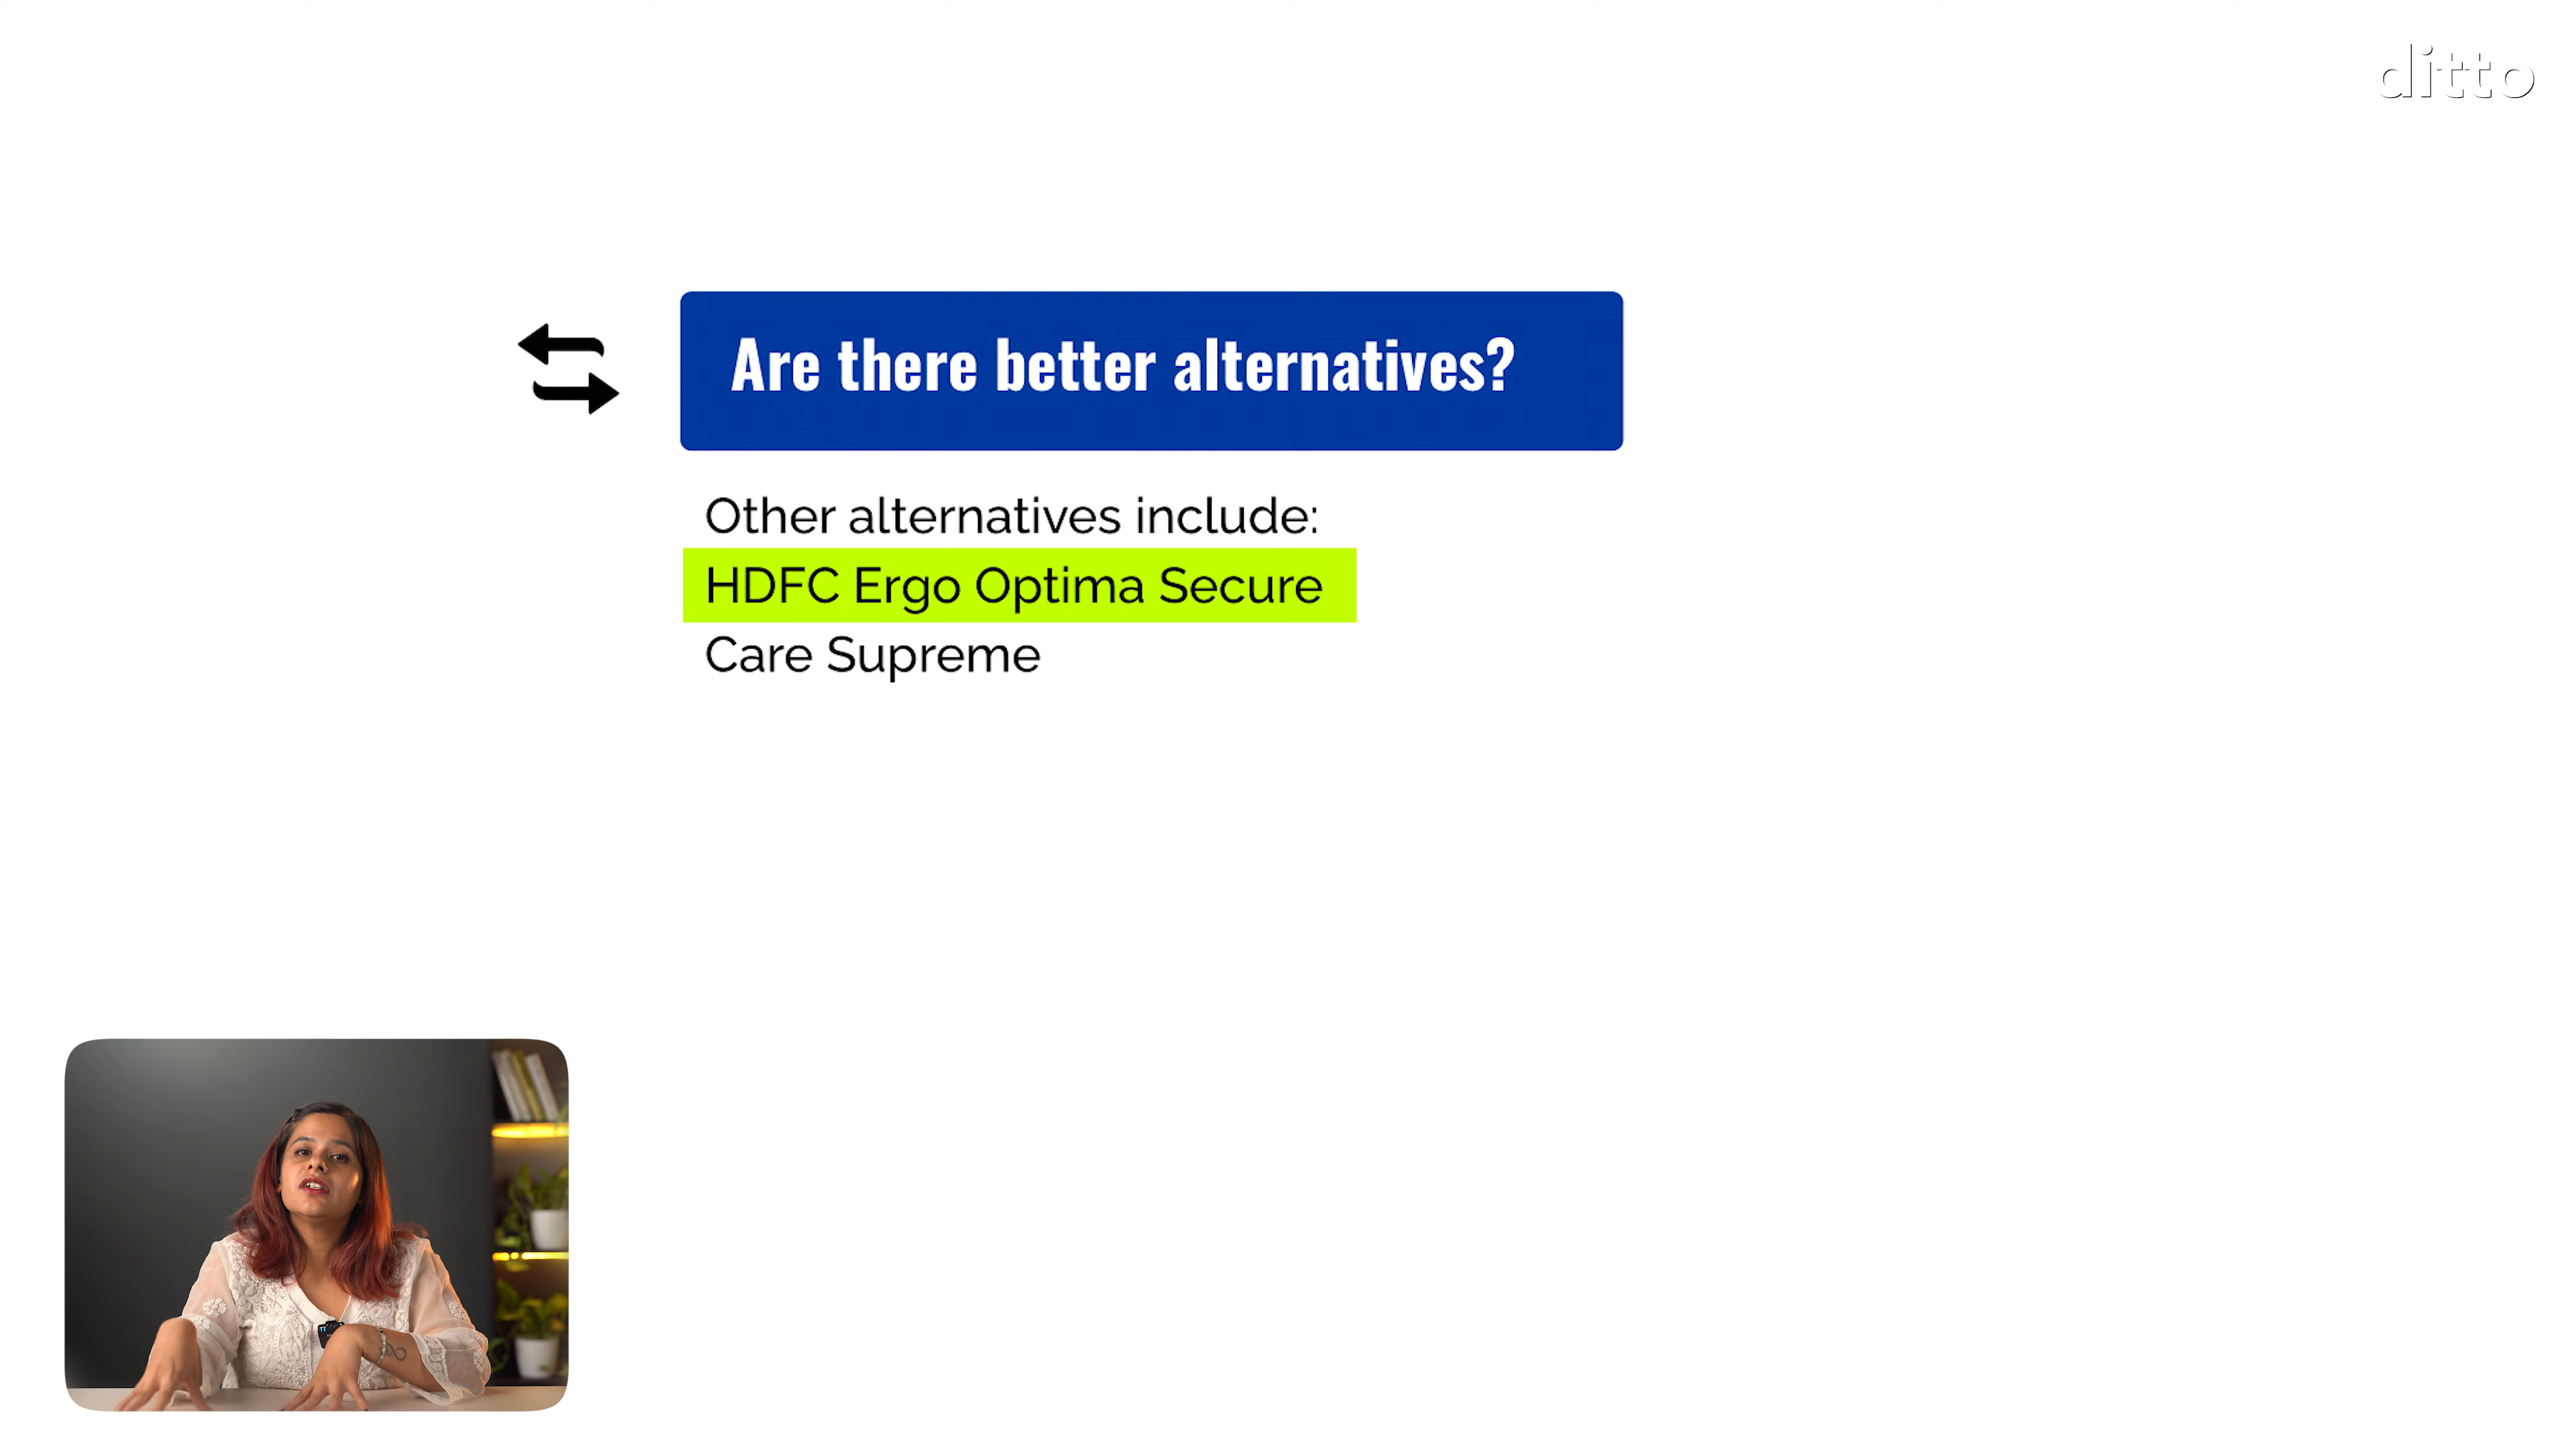 ditto
Are there better alternatives?
Other alternatives include:
HDFC Ergo Optima Secure
Care Supreme